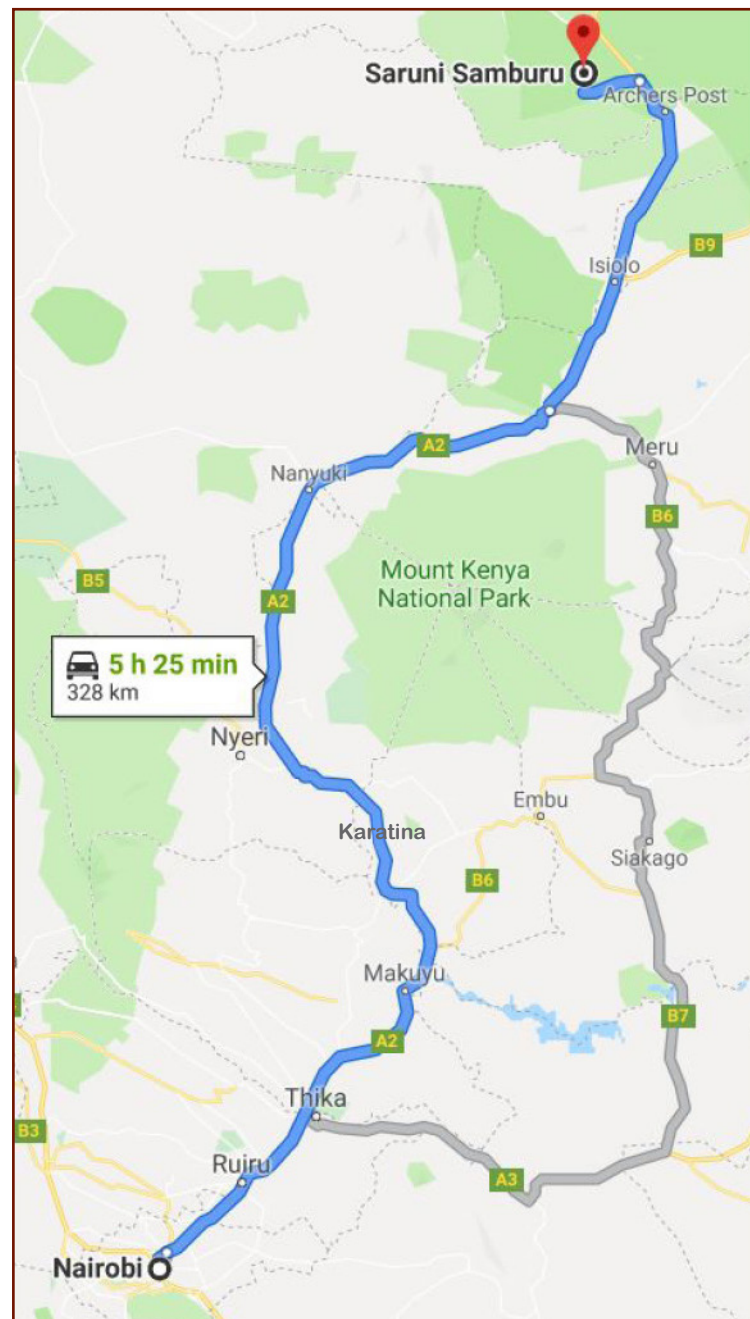 Saruni Samburu
Archers Post
B9
Isiolo
A2
Meru
Nanyuki
B6
Mount Kenya
National Park
B5
A2
5 h 25 min
328 km
Nyeri
Embu
Karatina
Siakago
B6
Makuyu
B7
A2
Thika
B3
A3
Ruiru
Nairobi